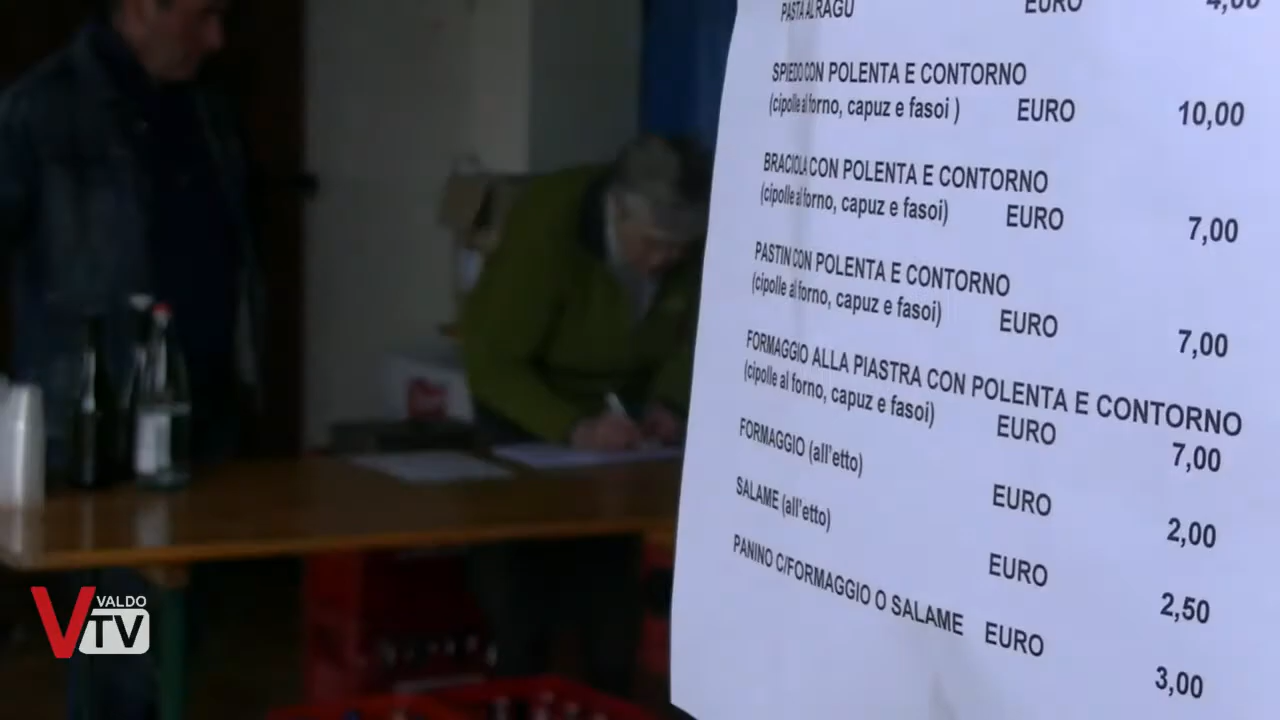 PASTA AL RAGU EURO 4,00
SPIEDO CON POLENTA E CONTORNO
(cipolle al forno, capuz e fasoi ) EURO 10,00
BRACIOLA CON POLENTA E CONTORNO
(cipolle al forno, capuz e fasoi) EURO 7,00
PASTIN CON POLENTA E CONTORNO
(cipolle al forno, capuz e fasoi) EURO 7,00
FORMAGGIO ALLA PIASTRA CON POLENTA E CONTORNO
(cipolle al forno, capuz e fasoi) EURO 7,00
FORMAGGIO (all'etto) EURO 2,00
SALAME (all'etto) EURO 2,50
PANINO C/FORMAGGIO O SALAME EURO 3,00
VALDO
TV